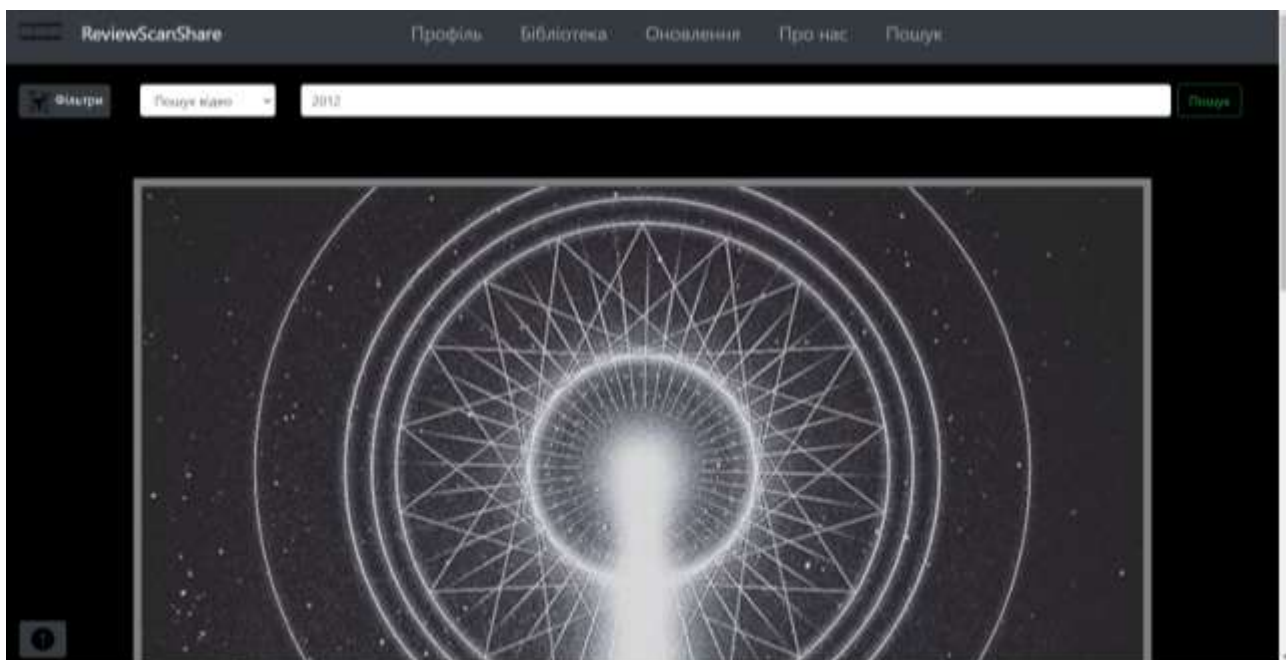 ReviewScanShare Профіль Бібліотека Оновлення Про нас Пошук
Фільтри Пошук відео 2012 Пошук